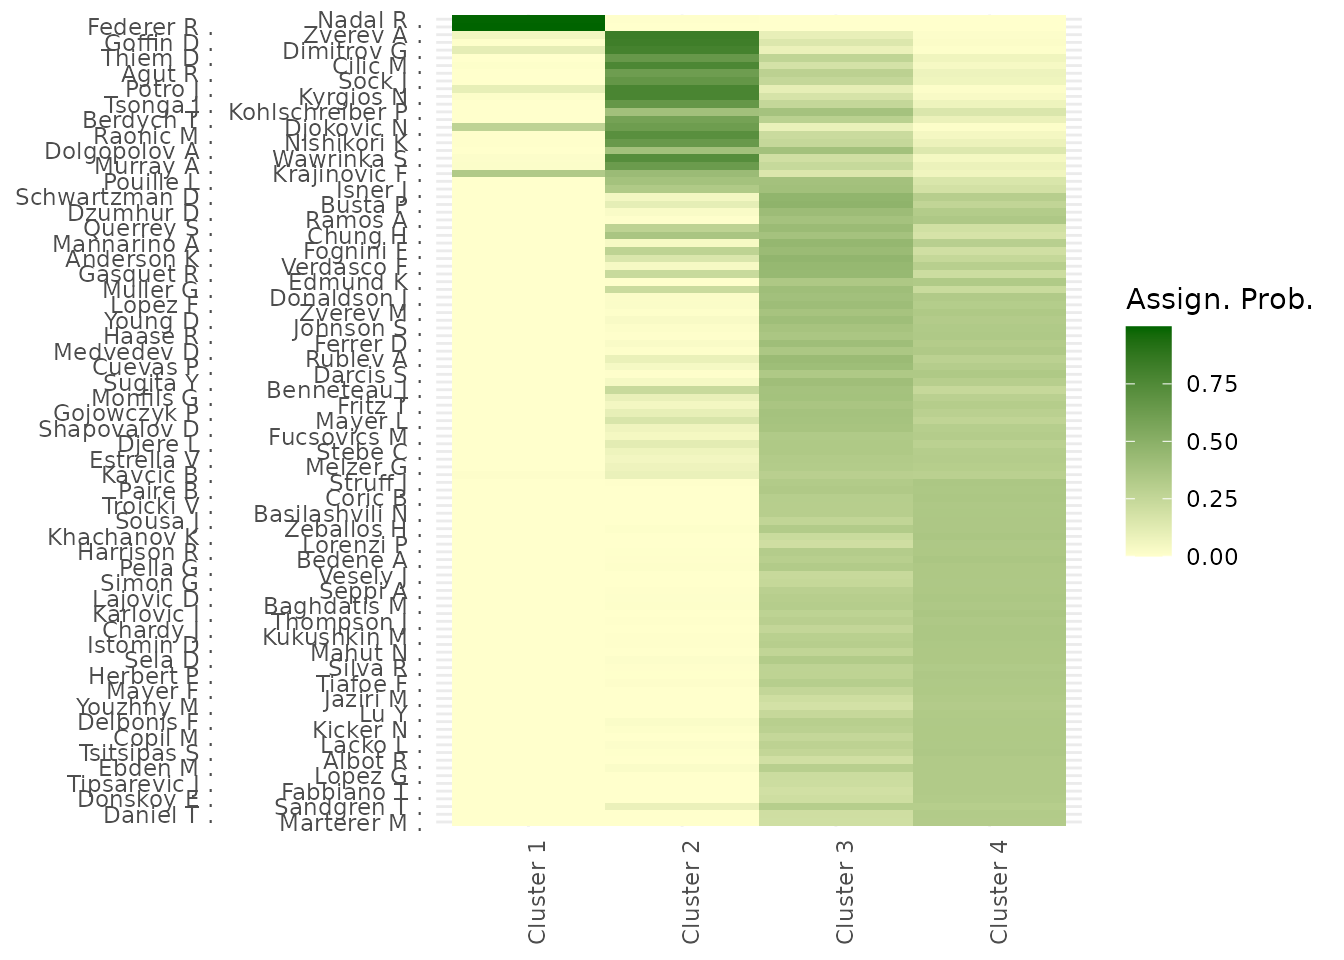 Nadal R .
Federer R .
Zverev A .
Goffin D .
Dimitrov G .
Thiem D .
Cilic M .
Agut R .
Sock J .
Potro J .
Kyrgios N .
Tsonga J .
Kohlschreiber P .
Berdych T .
Djokovic N .
Raonic M .
Nishikori K .
Dolgopolov A .
Wawrinka S .
Murray A .
Krajinovic F .
Pouille L .
Isner J .
Schwartzman D .
Busta P .
Dzumhur D .
Ramos A .
Querrey S .
Chung H .
Mannarino A .
Fognini F .
Anderson K .
Verdasco F .
Gasquet R .
Edmund K .
Muller G .
Donaldson J .
Lopez F .
Zverev M .
Young D .
Johnson S .
Haase R .
Ferrer D .
Medvedev D .
Rublev A .
Cuevas P .
Darcis S .
Sugita Y .
Benneteau J .
Monfils G .
Fritz T .
Gojowczyk P .
Mayer L .
Shapovalov D .
Fucsovics M .
Djere L .
Stebe C .
Estrella V .
Melzer G .
Kavcic B .
Struff J .
Paire B .
Coric B .
Troicki V .
Basilashvili N .
Sousa J .
Zeballos H .
Khachanov K .
Lorenzi P .
Harrison R .
Bedene A .
Pella G .
Vesely J .
Simon G .
Seppi A .
Lajovic D .
Baghdatis M .
Karlovic I .
Thompson J .
Chardy J .
Kukushkin M .
Istomin D .
Mahut N .
Sela D .
Silva R .
Herbert P .
Tiafoe F .
Mayer F .
Jaziri M .
Youzhny M .
Lu Y .
Delbonis F .
Kicker N .
Copil M .
Lacko L .
Tsitsipas S .
Albot R .
Ebden M .
Lopez G .
Tipsarevic J .
Fabbiano T .
Donskoy E .
Sandgren T .
Daniel T .
Marterer M .
Cluster 1
Cluster 2
Cluster 3
Cluster 4
Assign. Prob.
0.75
0.50
0.25
0.00